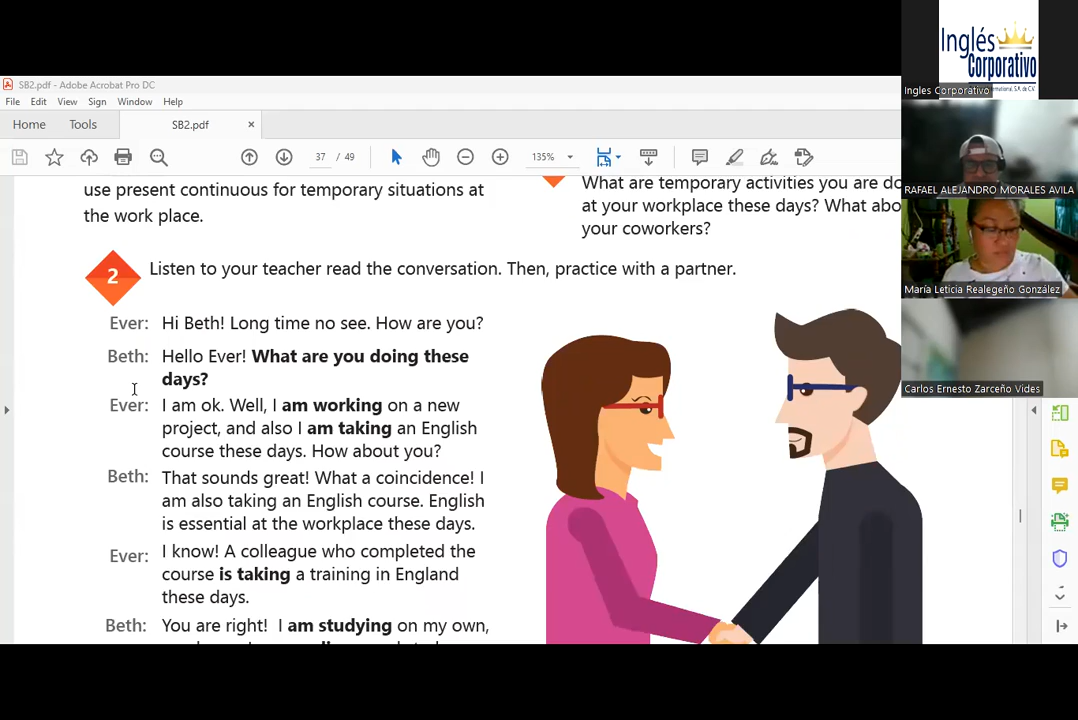 SB2.pdf - Adobe Acrobat Pro DC
File Edit View Sign Window Help
Home Tools SB2.pdf ×
37 / 49 135%
use present continuous for temporary situations at
the work place.
What are temporary activities you are do
at your workplace these days? What abo
your coworkers?
2 Listen to your teacher read the conversation. Then, practice with a partner.
Ever: Hi Beth! Long time no see. How are you?
Beth: Hello Ever! What are you doing these
days?
Ever: I am ok. Well, I am working on a new
project, and also I am taking an English
course these days. How about you?
Beth: That sounds great! What a coincidence! I
am also taking an English course. English
is essential at the workplace these days.
Ever: I know! A colleague who completed the
course is taking a training in England
these days.
Beth: You are right! I am studying on my own,
Inglés
Corporativo
International, S.A. de C.V.
Ingles Corporativo
RAFAEL ALEJANDRO MORALES AVILA
María Leticia Realegeño González
Carlos Ernesto Zarceño Vides